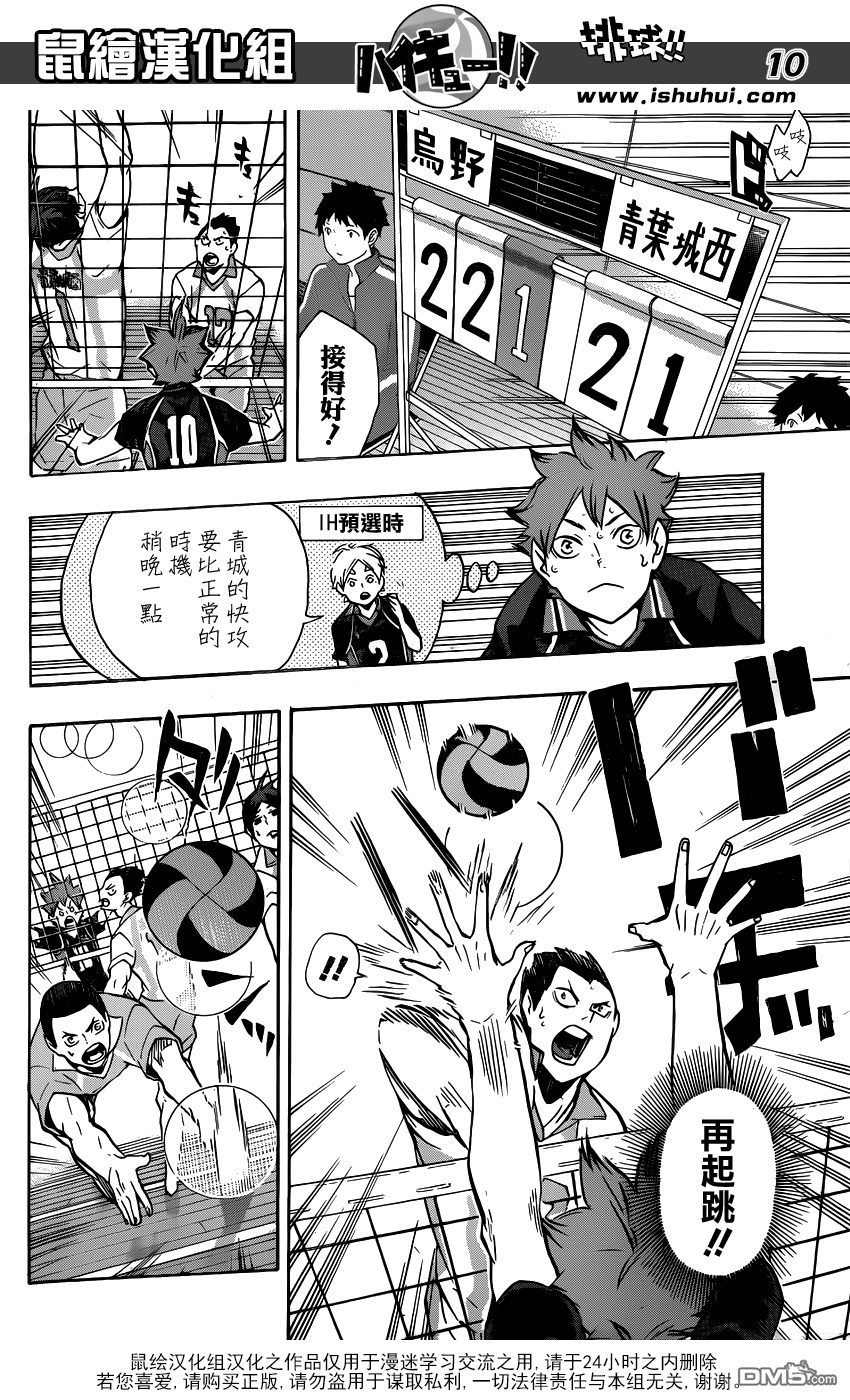 鼠繪漢化組
ハイキュー!!
排球!!
10
www.ishuhui.com
吱
吱
烏野
青葉城西
22
1
21
接得好！
10
IH預選時
2
青城的快攻
要比正常的
時機
稍晚一點
!!
再起跳!!
鼠绘汉化组汉化之作品仅用于漫迷学习交流之用,请于24小时之内删除
若您喜爱,请购买正版,请勿盗用于谋取私利,一切法律责任与本组无关,谢谢.
DM5.com